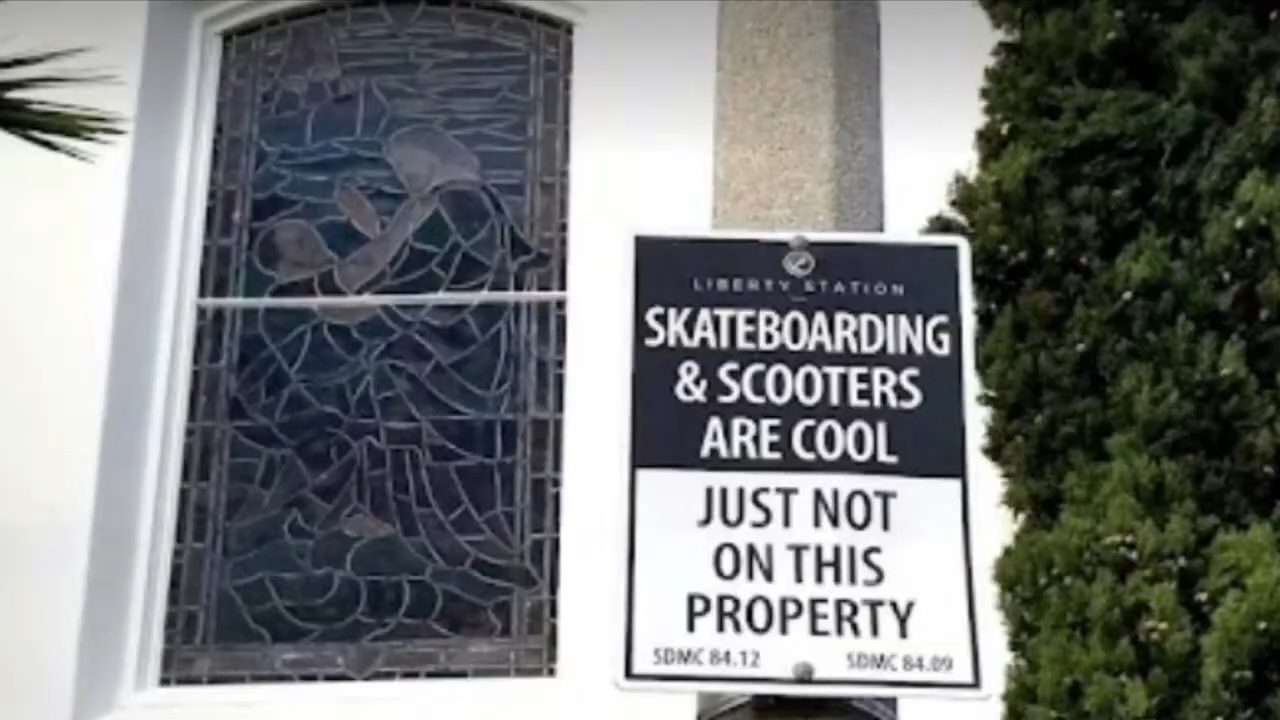 LIBERTY STATION
SKATEBOARDING
& SCOOTERS
ARE COOL
JUST NOT
ON THIS
PROPERTY
SDMC 84.12 SDMC 84.09